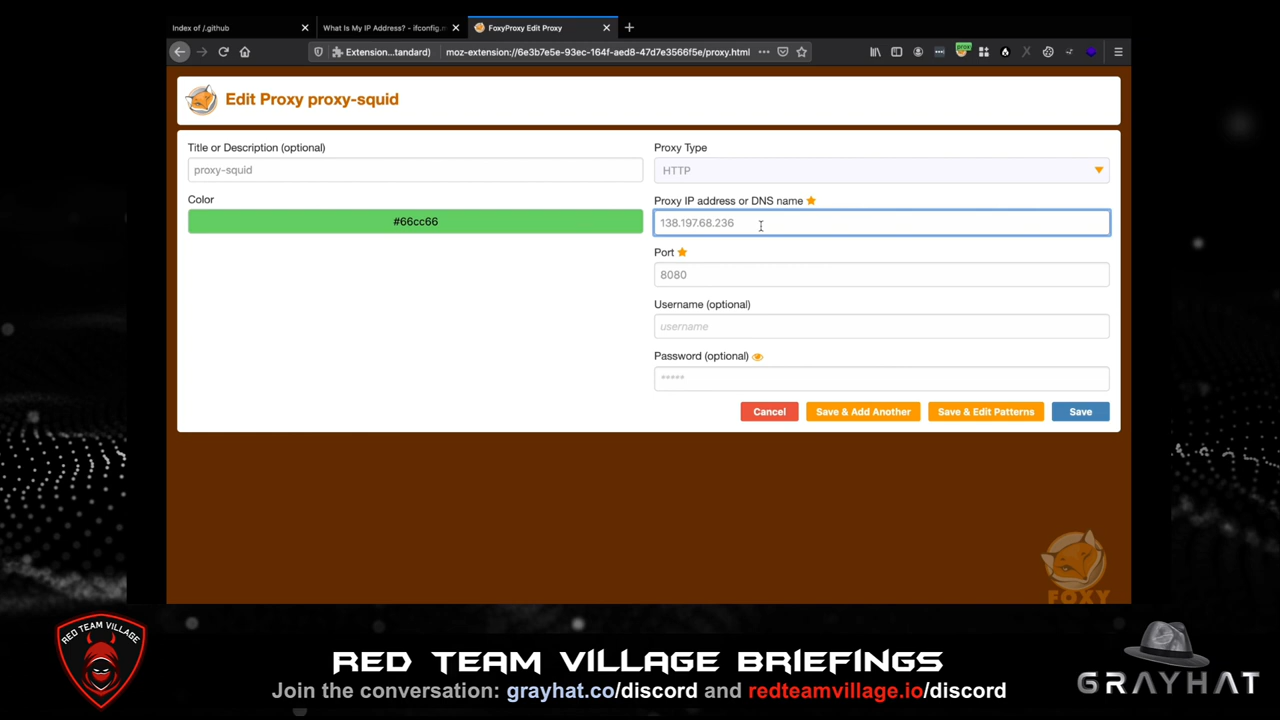 Index of /.github
What Is My IP Address? - ifconfig.m
FoxyProxy Edit Proxy
Extension...tandard)
moz-extension://6e3b7e5e-93ec-164f-aed8-47d7e3566f5e/proxy.html
Edit Proxy proxy-squid
Title or Description (optional)
proxy-squid
Color
#66cc66
Proxy Type
HTTP
Proxy IP address or DNS name
138.197.68.236
Port
8080
Username (optional)
username
Password (optional)
*****
Cancel
Save & Add Another
Save & Edit Patterns
Save
FOXY
RED TEAM VILLAGE
RED TEAM VILLAGE BRIEFINGS
Join the conversation: grayhat.co/discord and redteamvillage.io/discord
GRAYHAT